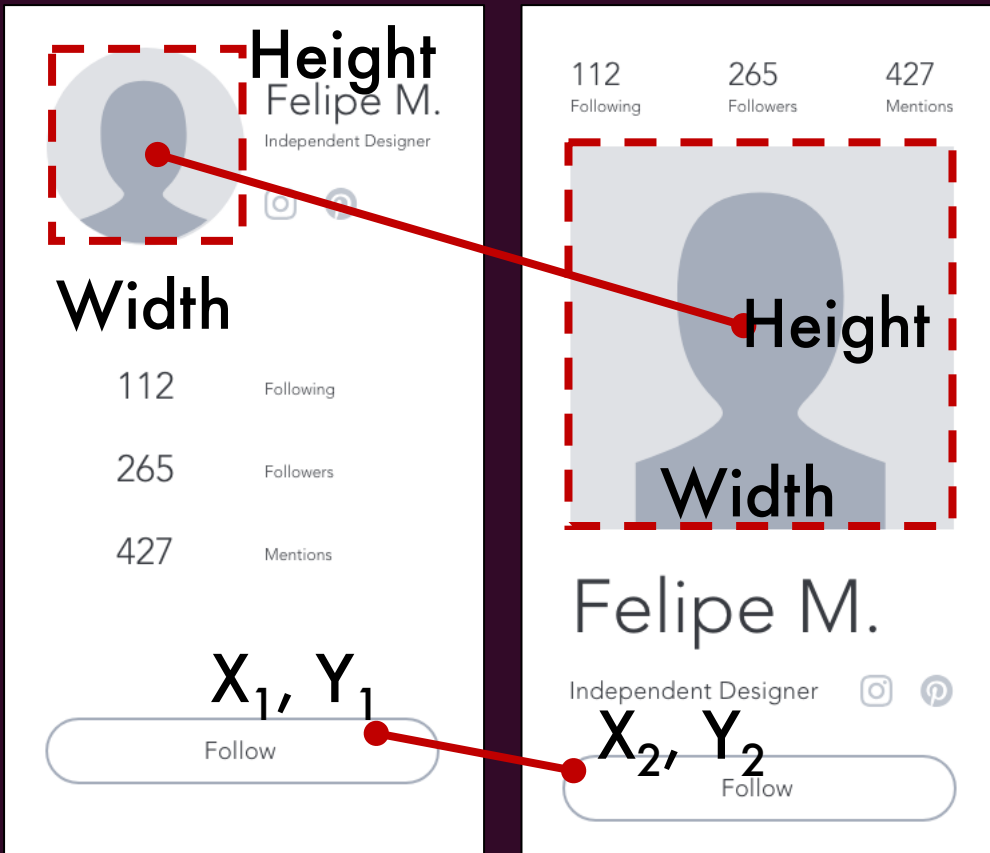 Height
Felipe M.
Independent Designer
Width
112 Following
265 Followers
427 Mentions
X1, Y1
Follow
112 265 427
Following Followers Mentions
Height
Width
Felipe M.
Independent Designer
X2, Y2
Follow